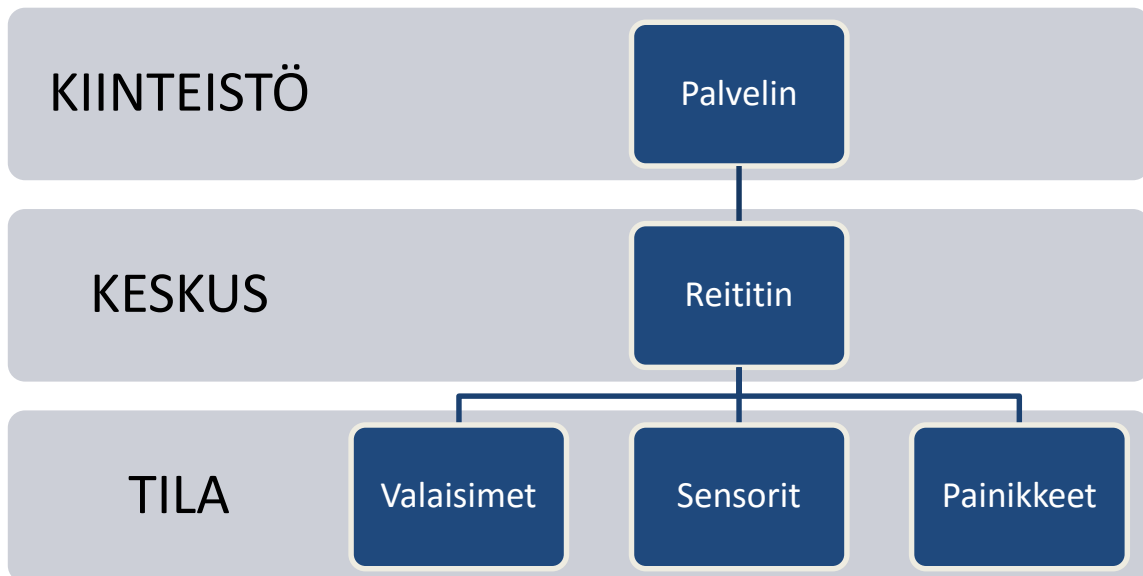 KIINTEISTÖ
Palvelin
KESKUS
Reititin
TILA
Valaisimet
Sensorit
Painikkeet